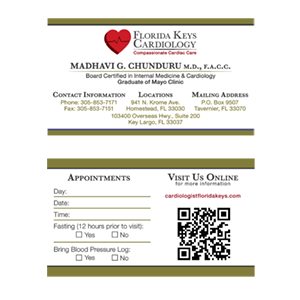 FLORIDA KEYS
CARDIOLOGY
Compassionate Cardiac Care
MADHAVI G. CHUNDURU M.D., F.A.C.C.
Board Certified in Internal Medicine & Cardiology
Graduate of Mayo Clinic
CONTACT INFORMATION
Phone: 305-853-7171
Fax: 305-853-7151
LOCATIONS
941 N. Krome Ave.
Homestead, FL 33030
103400 Overseas Hwy., Suite 200
Key Largo, FL 33037
MAILING ADDRESS
P.O. Box 9507
Tavernier, FL 33070
APPOINTMENTS
Day:
Date:
Time:
Fasting (12 hours prior to visit):
Yes No
Bring Blood Pressure Log:
Yes No
VISIT US ONLINE
for more information
cardiologistfloridakeys.com